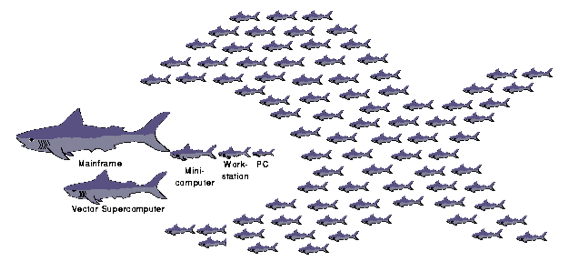 Mainframe
Vector Supercomputer
Mini-
computer
Work-
station
PC